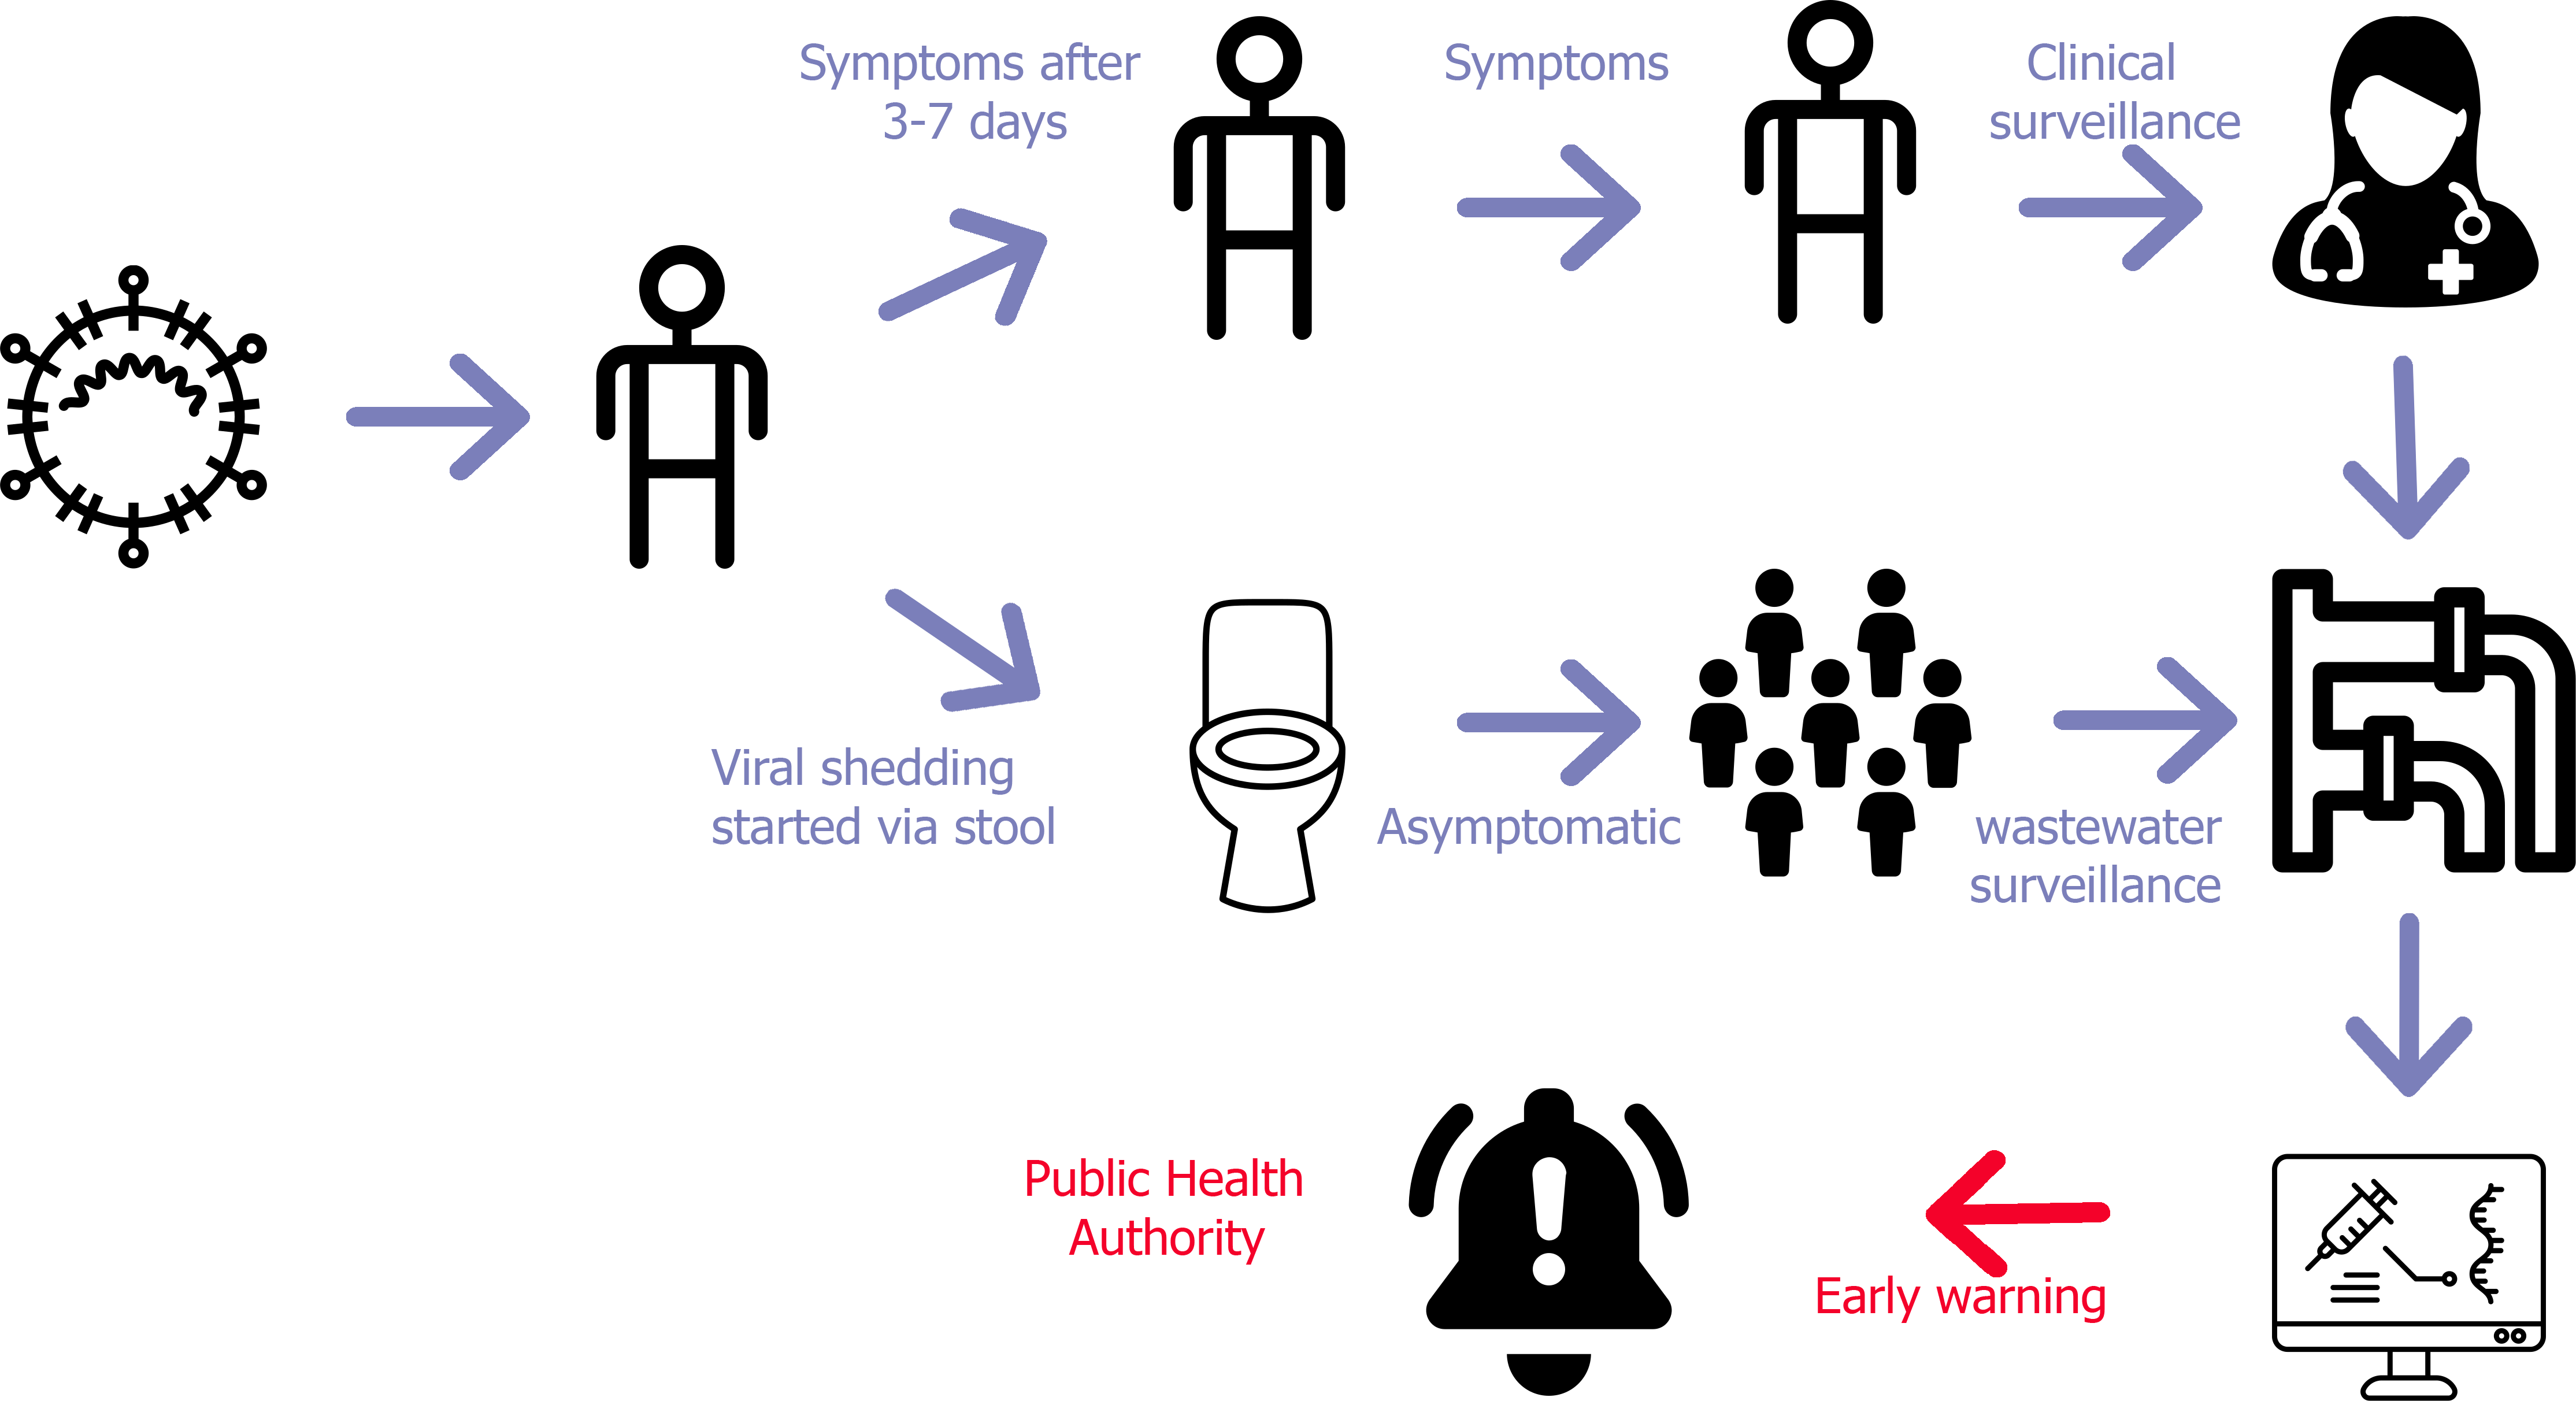 Symptoms after
3-7 days
Symptoms
Clinical
surveillance
Viral shedding
started via stool
Asymptomatic
wastewater
surveillance
Public Health
Authority
Early warning